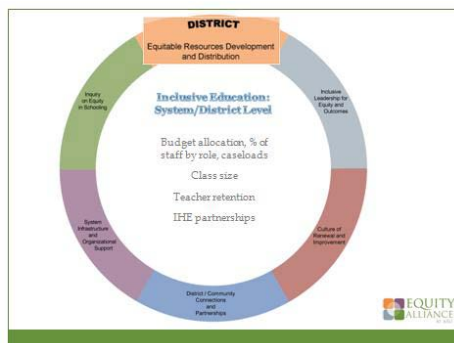 DISTRICT
Equitable Resources Development
and Distribution
Inquiry
on Equity
in Schooling
Inclusive
Leadership for
Equity and
Outcomes
Inclusive Education:
System/District Level
Budget allocation, % of
staff by role, caseloads
Class size
Teacher retention
IHE partnerships
System
Infrastructure
and
Organizational
Support
Culture of
Renewal and
Improvement
District / Community
Connections
and
Partnerships
EQUITY
ALLIANCE